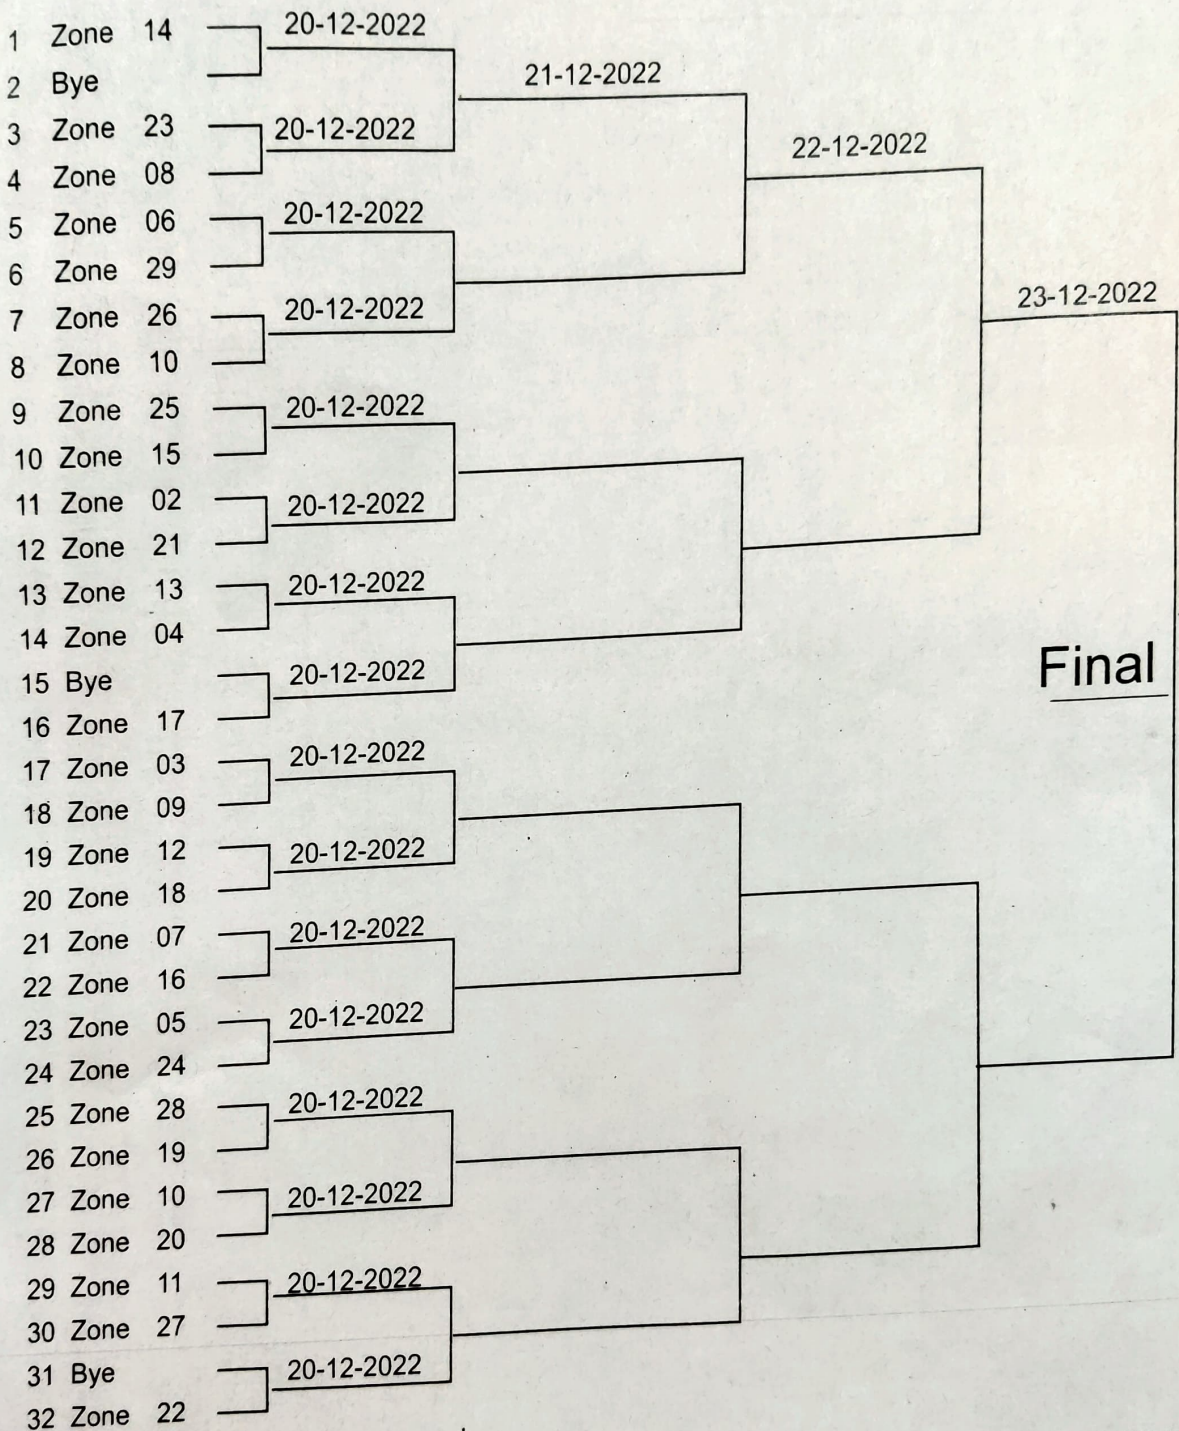 1 Zone 14
20-12-2022
2 Bye
21-12-2022
3 Zone 23
20-12-2022
4 Zone 08
22-12-2022
5 Zone 06
20-12-2022
6 Zone 29
7 Zone 26
20-12-2022
23-12-2022
8 Zone 10
9 Zone 25
20-12-2022
10 Zone 15
11 Zone 02
20-12-2022
12 Zone 21
13 Zone 13
20-12-2022
14 Zone 04
Final
15 Bye
20-12-2022
16 Zone 17
17 Zone 03
20-12-2022
18 Zone 09
19 Zone 12
20-12-2022
20 Zone 18
21 Zone 07
20-12-2022
22 Zone 16
23 Zone 05
20-12-2022
24 Zone 24
25 Zone 28
20-12-2022
26 Zone 19
27 Zone 10
20-12-2022
28 Zone 20
29 Zone 11
20-12-2022
30 Zone 27
31 Bye
20-12-2022
32 Zone 22